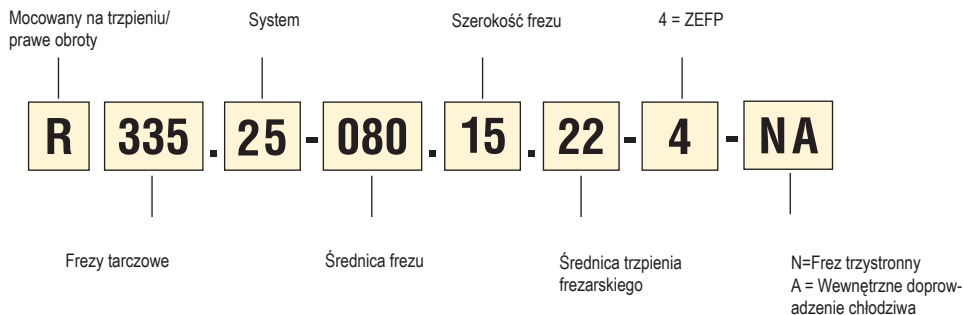 Mocowany na trzpieniu/
prawe obroty
System
Szerokość frezu
4 = ZEFP
R 335.25-080.15.22-4-NA
Frezy tarczowe
Średnica frezu
Średnica trzpienia
frezarskiego
N=Frez trzystronny
A = Wewnętrzne doprow-
adzenie chłodziwa